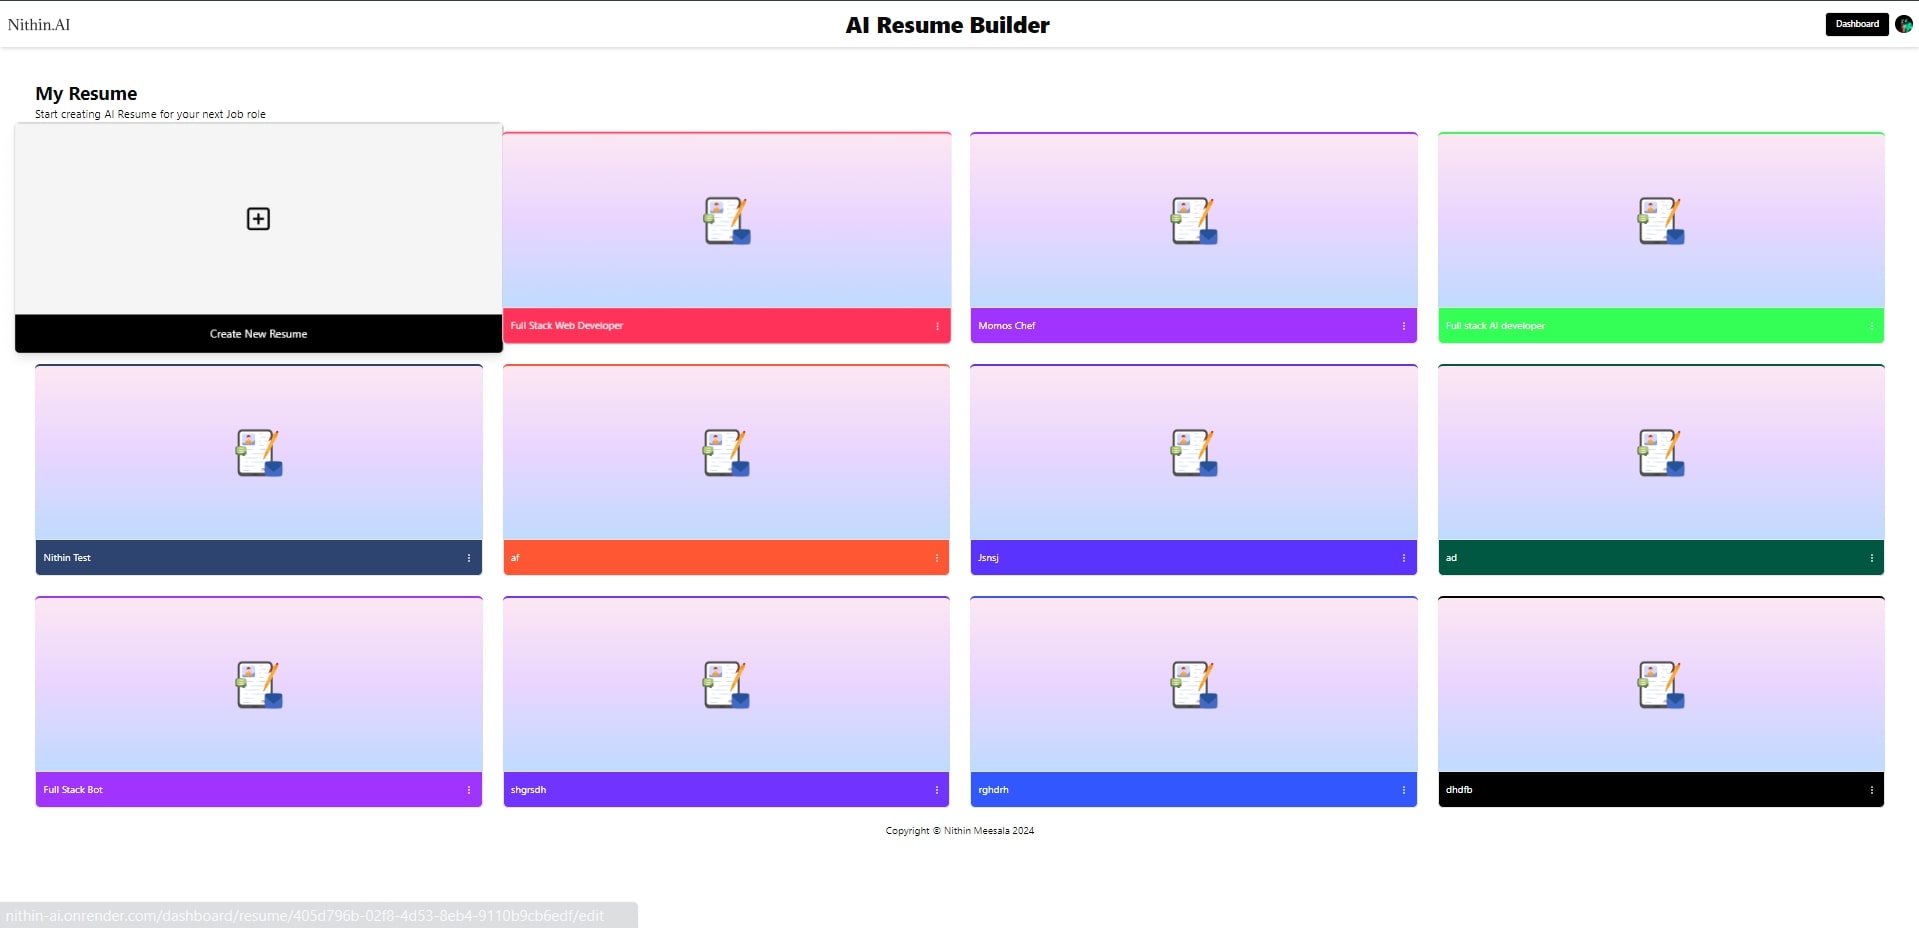 Nithin.AI
AI Resume Builder
Dashboard
My Resume
Start creating AI Resume for your next Job role
Create New Resume
Full Stack Web Developer
Momos Chef
Full stack AI developer
Nithin Test
af
Jsnsj
ad
Full Stack Bot
shgrsdh
rghdrh
dhdfb
Copyright © Nithin Meesala 2024
nithin-ai.onrender.com/dashboard/resume/405d796b-02f8-4d53-8eb4-9110b9cb6edf/edit